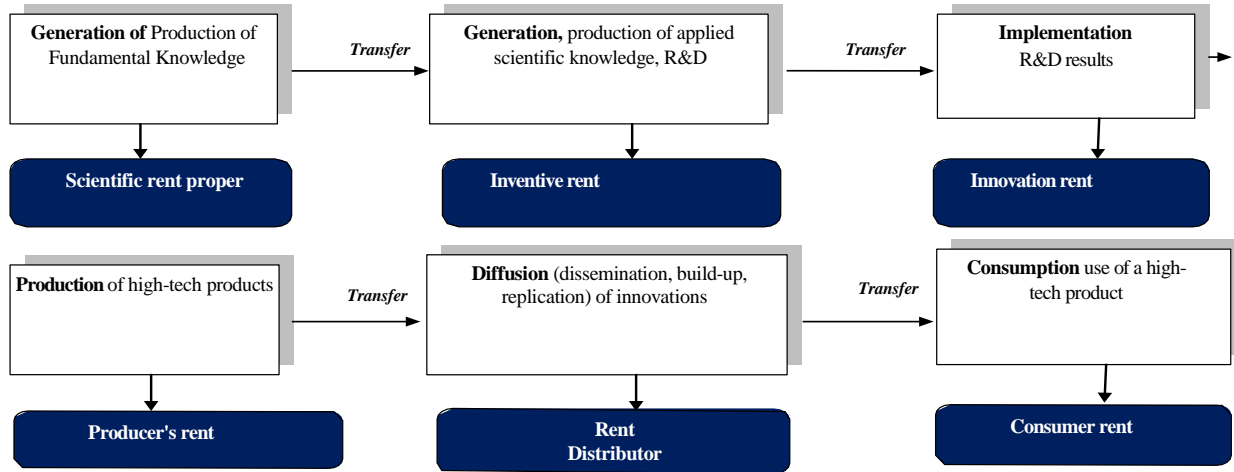 Generation of Production of
Fundamental Knowledge
Transfer
Generation, production of applied
scientific knowledge, R&D
Transfer
Implementation
R&D results
Scientific rent proper
Inventive rent
Innovation rent
Production of high-tech products
Transfer
Diffusion (dissemination, build-up,
replication) of innovations
Transfer
Consumption use of a high-
tech product
Producer's rent
Rent
Distributor
Consumer rent